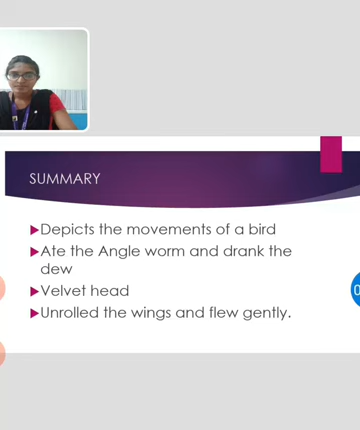 SUMMARY
Depicts the movements of a bird
Ate the Angle worm and drank the
dew
Velvet head
Unrolled the wings and flew gently.